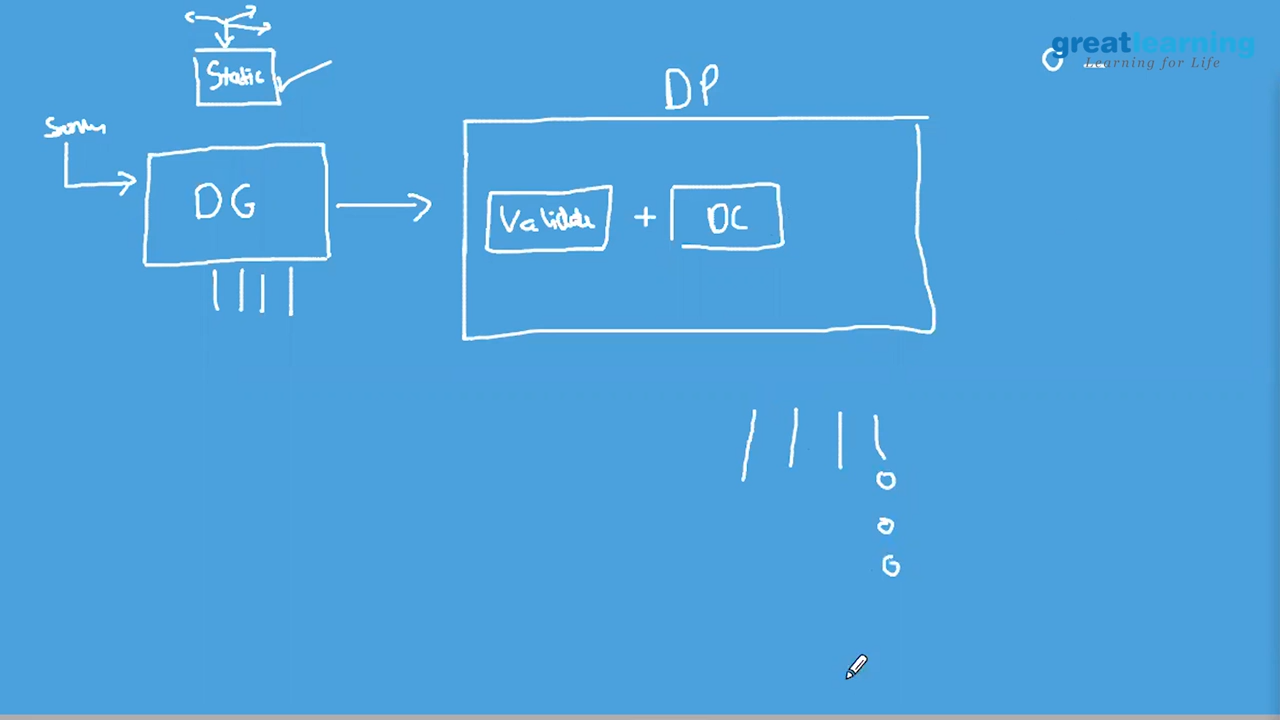 greatlearning
Learning for Life
Static
DP
DG
Validate + DC